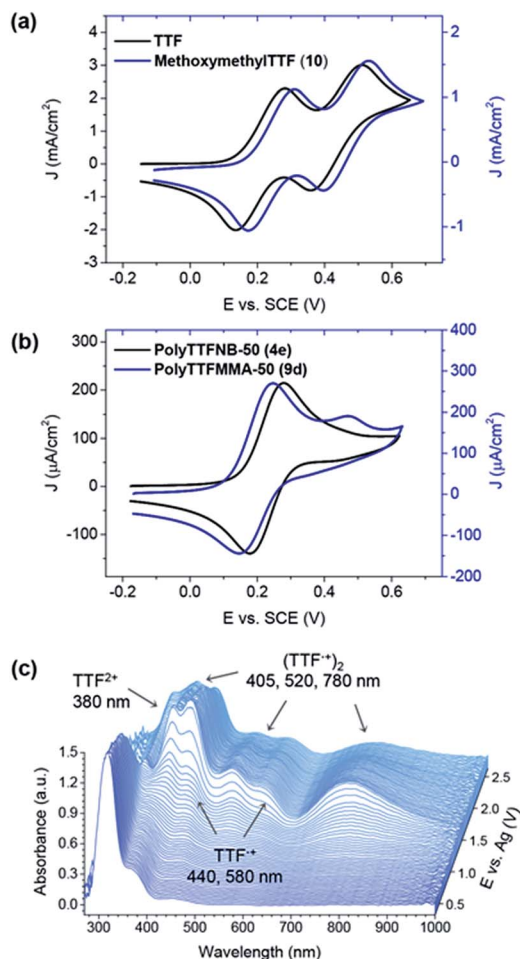 (a)
TTF
MethoxymethylTTF (10)
J (mA/cm²)
4
3
2
1
0
-1
-2
-3
J (mA/cm²)
2
1
0
-1
-0.2 0.0 0.2 0.4 0.6
E vs. SCE (V)
(b)
PolyTTFNB-50 (4e)
PolyTTFMMA-50 (9d)
J (µA/cm²)
300
200
100
0
-100
J (µA/cm²)
400
300
200
100
0
-100
-200
-0.2 0.0 0.2 0.4 0.6
E vs. SCE (V)
(c)
TTF²⁺
380 nm
(TTF·⁺)₂
405, 520, 780 nm
TTF·⁺
440, 580 nm
Absorbance (a.u.)
1.5
1.2
0.9
0.6
0.3
0.0
300 400 500 600 700 800 900 1000
Wavelength (nm)
E vs. Ag (V)
2.5
2.0
1.5
1.0
0.5